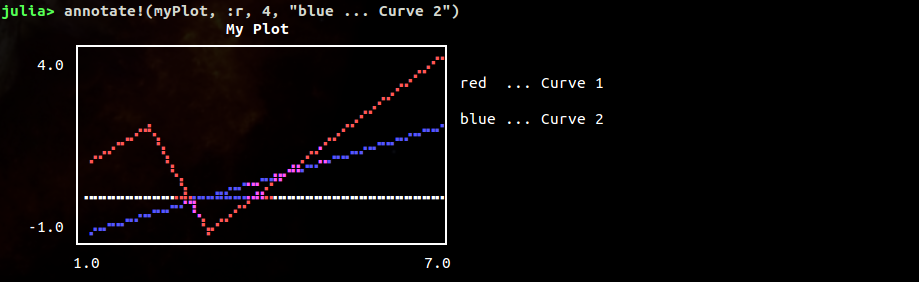 julia> annotate!(myPlot, :r, 4, "blue ... Curve 2")
My Plot
4.0
red  ... Curve 1
blue ... Curve 2
-1.0
1.0 7.0